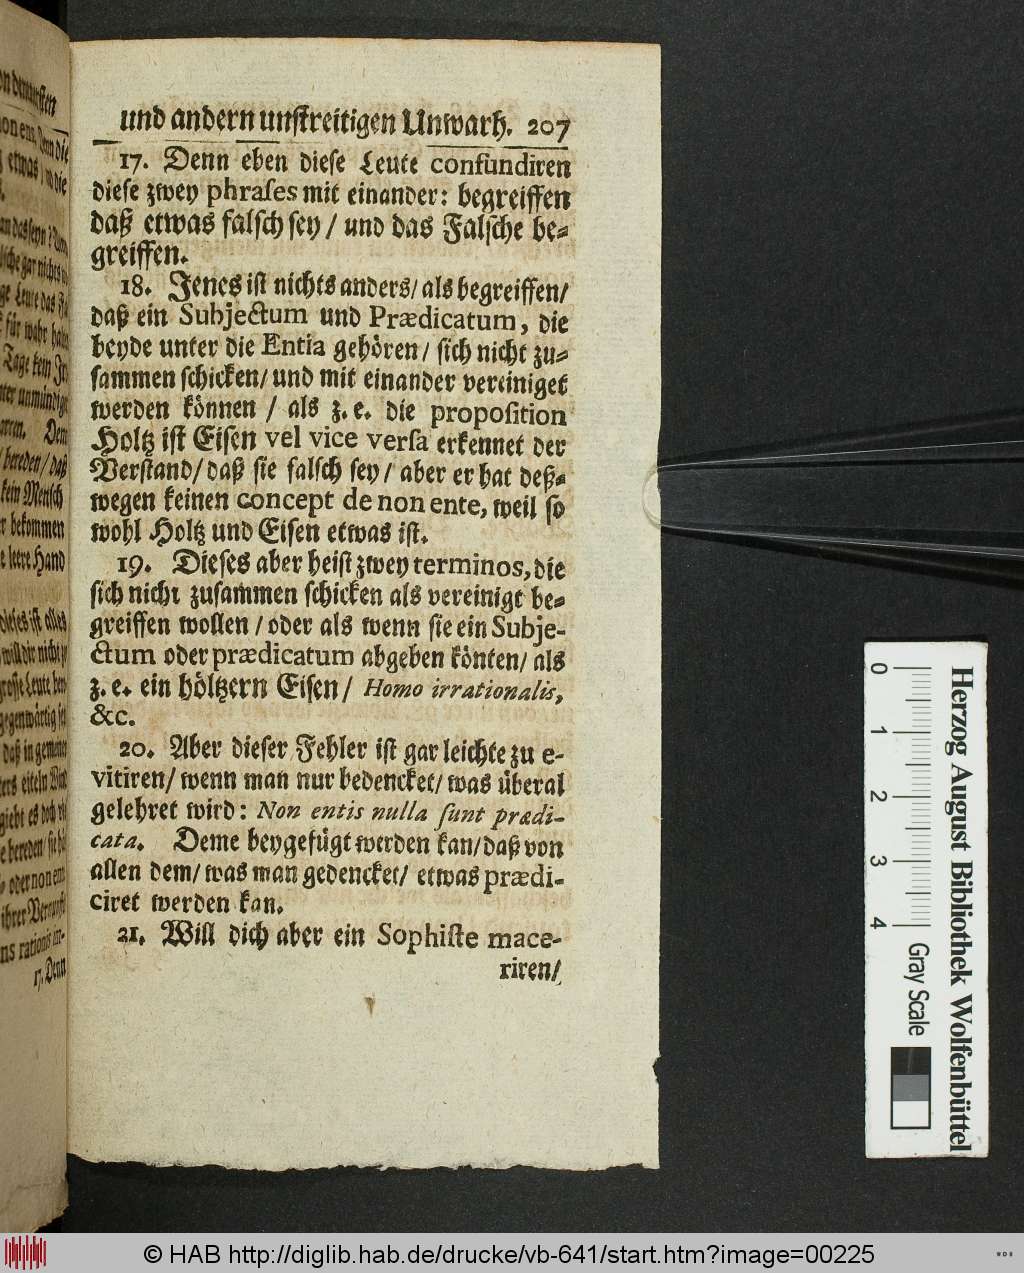 und andern unstreitigen Unwarh. 207
17. Denn eben diese Leute confundiren
diese zwey phrases mit einander: begreiffen
daß etwas falsch sey / und das Falsche be-
greiffen.
18. Jenes ist nichts anders/ als begreiffen/
daß ein Subjectum und Prædicatum, die
beyde unter die Entia gehören / sich nicht zu-
sammen schicken/ und mit einander vereiniget
werden können / als z. e. die proposition
Holtz ist Eisen vel vice versa erkennet der
Verstand/ daß sie falsch sey / aber er hat deß-
wegen keinen concept de non ente, weil so
wohl Holtz und Eisen etwas ist.
19. Dieses aber heist zwey terminos, die
sich nicht zusammen schicken als vereinigt be-
greiffen wollen / oder als wenn sie ein Subje-
ctum oder prædicatum abgeben könten/ als
z. e. ein höltzern Eisen/ Homo irrationalis,
&c.
20. Aber dieser Fehler ist gar leichte zu e-
vitiren/ wenn man nur bedencket/ was überal
gelehret wird: Non entis nulla sunt prædi-
cata. Deme beygefügt werden kan/ daß von
allen dem/ was man gedencket/ etwas prædi-
ciret werden kan.
21. Will dich aber ein Sophiste mace-
riren/
17. Denn
0 1 2 3 4
Gray Scale
Herzog August Bibliothek Wolfenbüttel
© HAB http://diglib.hab.de/drucke/vb-641/start.htm?image=00225